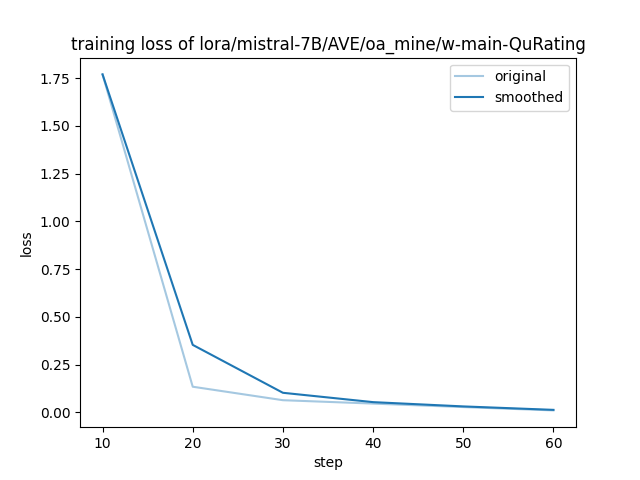 training loss of lora/mistral-7B/AVE/oa_mine/w-main-QuRating
original
smoothed
1.75
1.50
1.25
1.00
0.75
0.50
0.25
0.00
loss
10 20 30 40 50 60
step